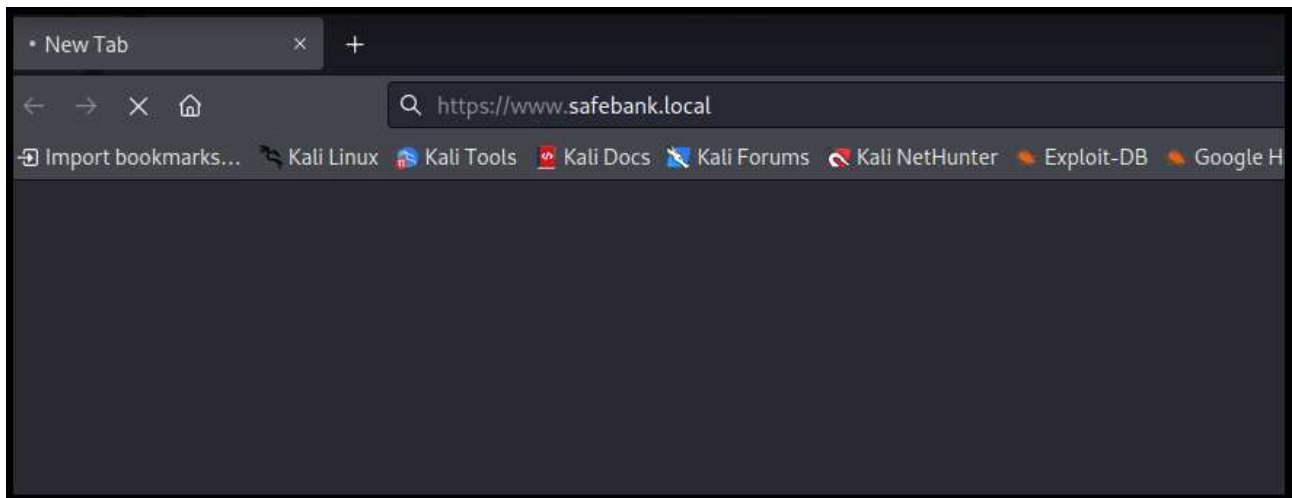 • New Tab × +
https://www.safebank.local
Import bookmarks... Kali Linux Kali Tools Kali Docs Kali Forums Kali NetHunter Exploit-DB Google H